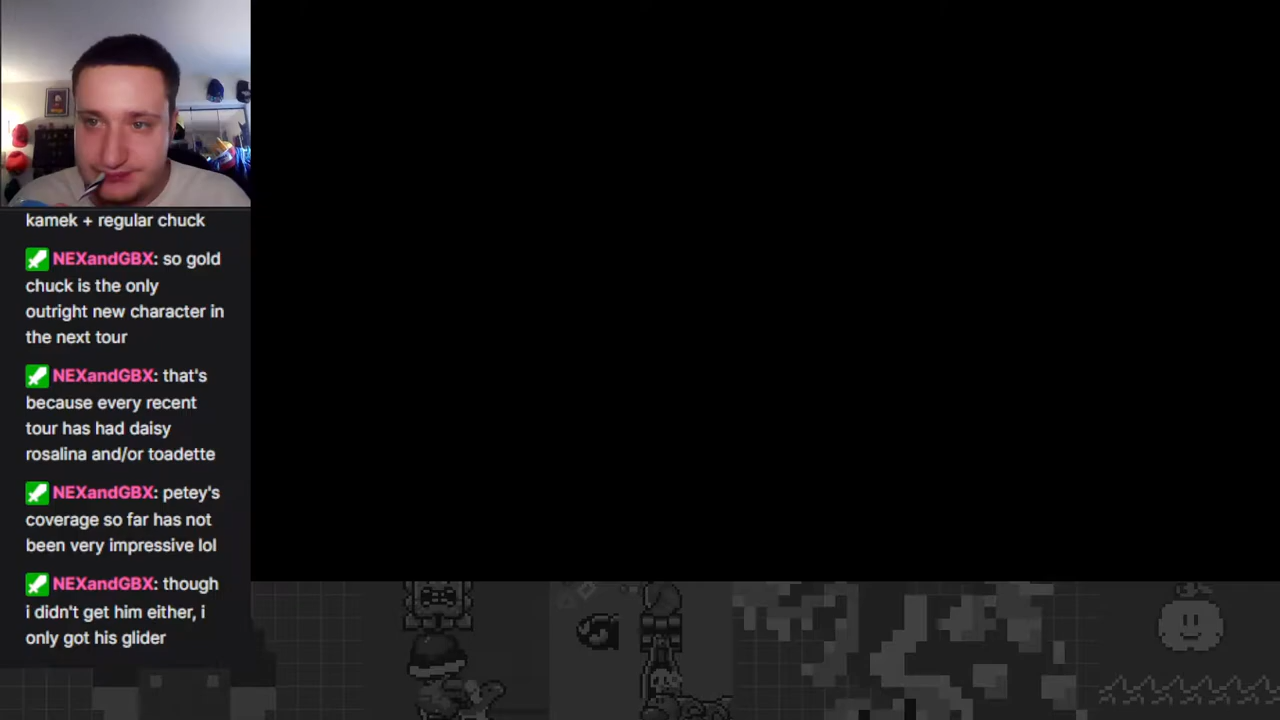 kamek + regular chuck
NEXandGBX: so gold
chuck is the only
outright new character in
the next tour
NEXandGBX: that's
because every recent
tour has had daisy
rosalina and/or toadette
NEXandGBX: petey's
coverage so far has not
been very impressive lol
NEXandGBX: though
i didn't get him either, i
only got his glider